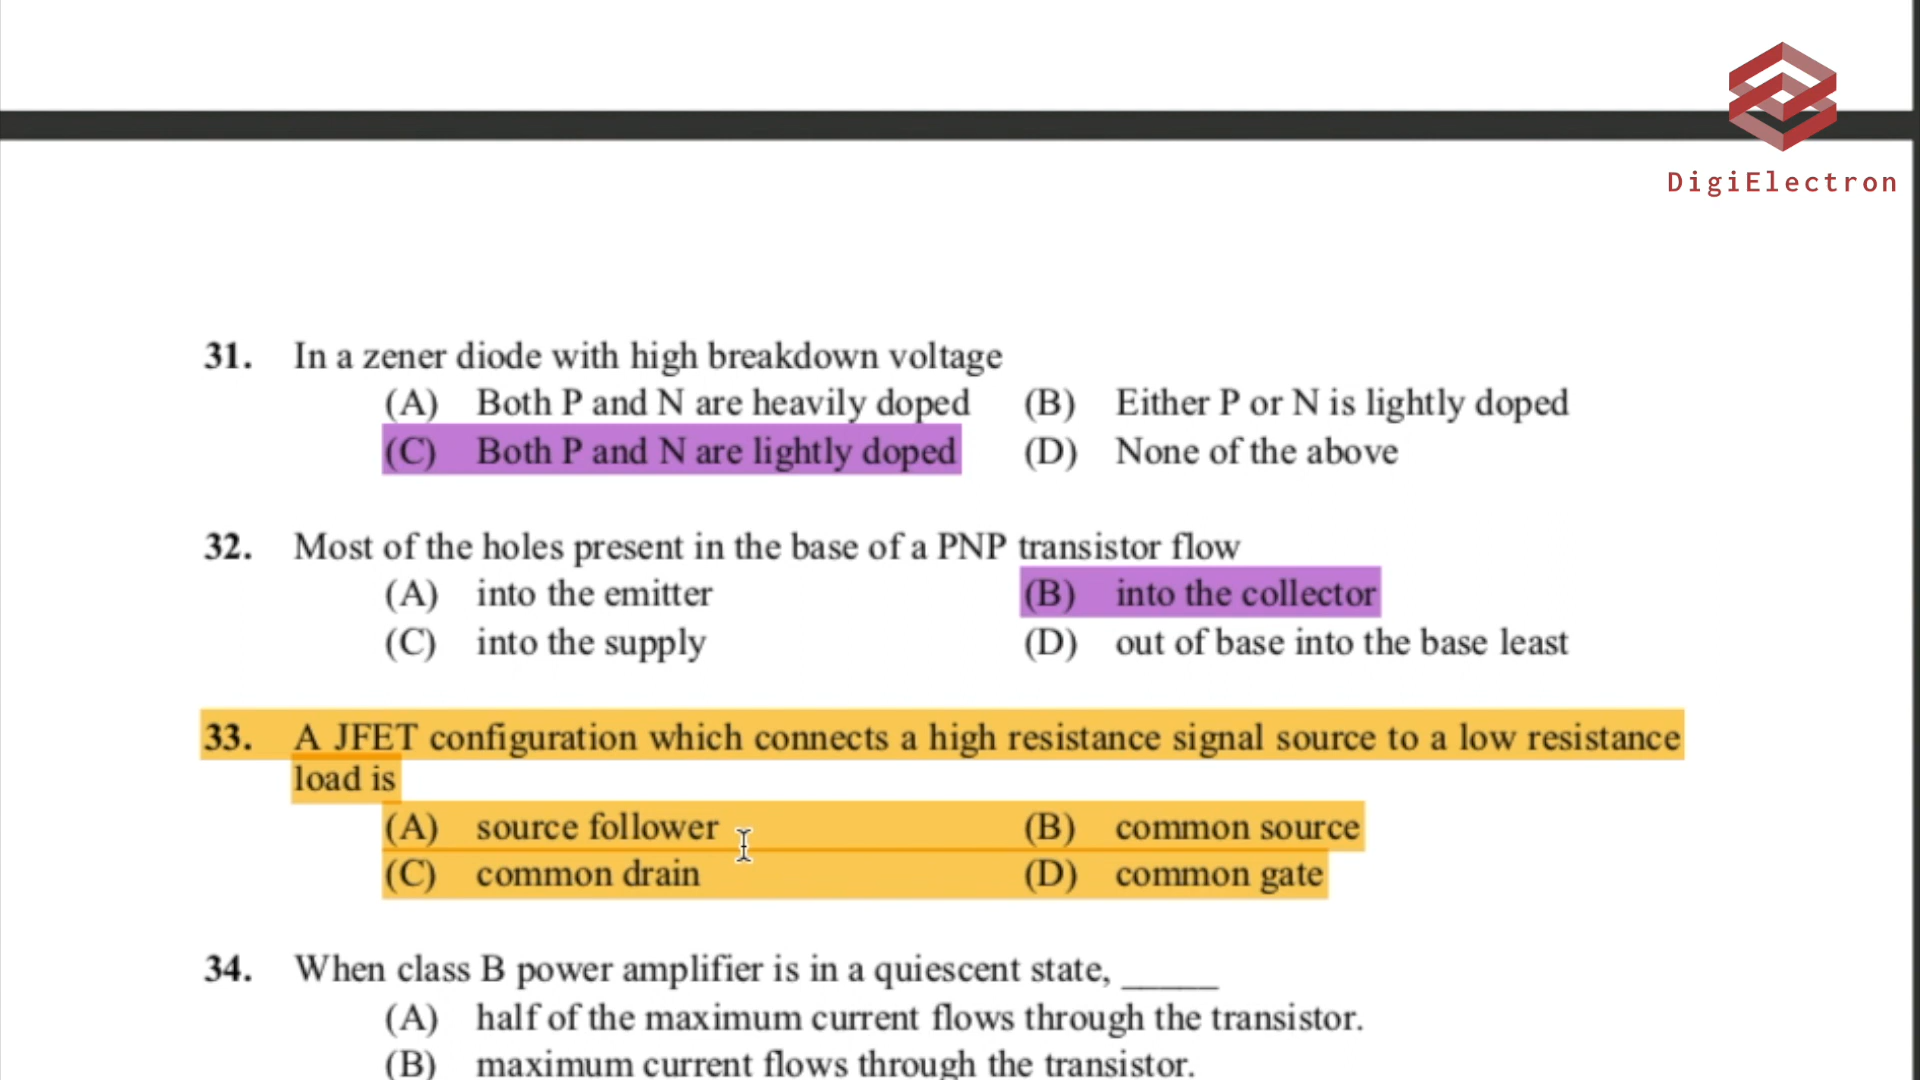 DigiElectron
31. In a zener diode with high breakdown voltage
(A) Both P and N are heavily doped (B) Either P or N is lightly doped
(C) Both P and N are lightly doped (D) None of the above
32. Most of the holes present in the base of a PNP transistor flow
(A) into the emitter (B) into the collector
(C) into the supply (D) out of base into the base least
33. A JFET configuration which connects a high resistance signal source to a low resistance
load is
(A) source follower (B) common source
(C) common drain (D) common gate
34. When class B power amplifier is in a quiescent state, _____
(A) half of the maximum current flows through the transistor.
(B) maximum current flows through the transistor.